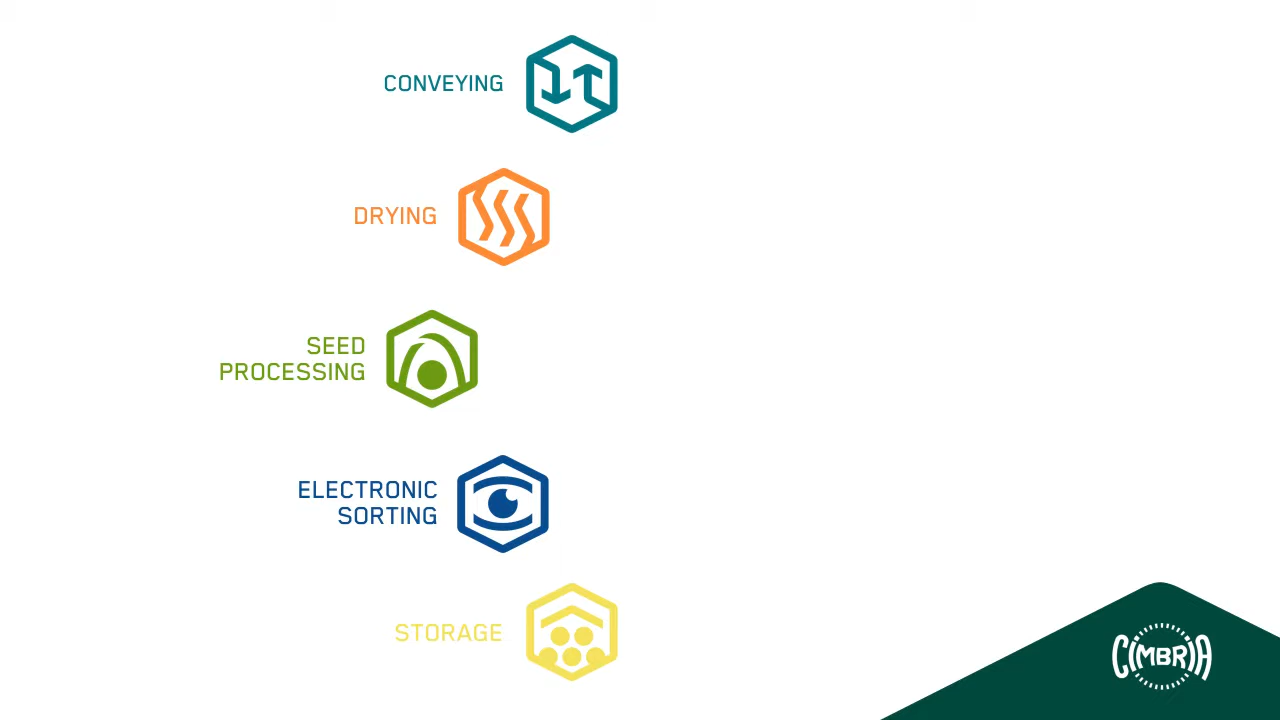 CONVEYING
DRYING
SEED
PROCESSING
ELECTRONIC
SORTING
STORAGE
CIMBRIA